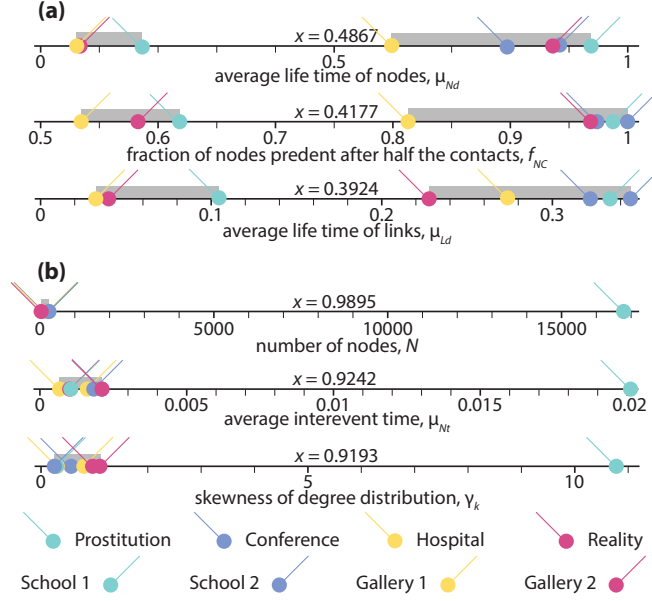 (a)
x = 0.4867
0 0.5 1
average life time of nodes, μNd
x = 0.4177
0.5 0.6 0.7 0.8 0.9 1
fraction of nodes predent after half the contacts, fNC
x = 0.3924
0 0.1 0.2 0.3
average life time of links, μLd
(b)
x = 0.9895
0 5000 10000 15000
number of nodes, N
x = 0.9242
0 0.005 0.01 0.015 0.02
average interevent time, μNt
x = 0.9193
0 5 10
skewness of degree distribution, γk
Prostitution Conference Hospital Reality
School 1 School 2 Gallery 1 Gallery 2